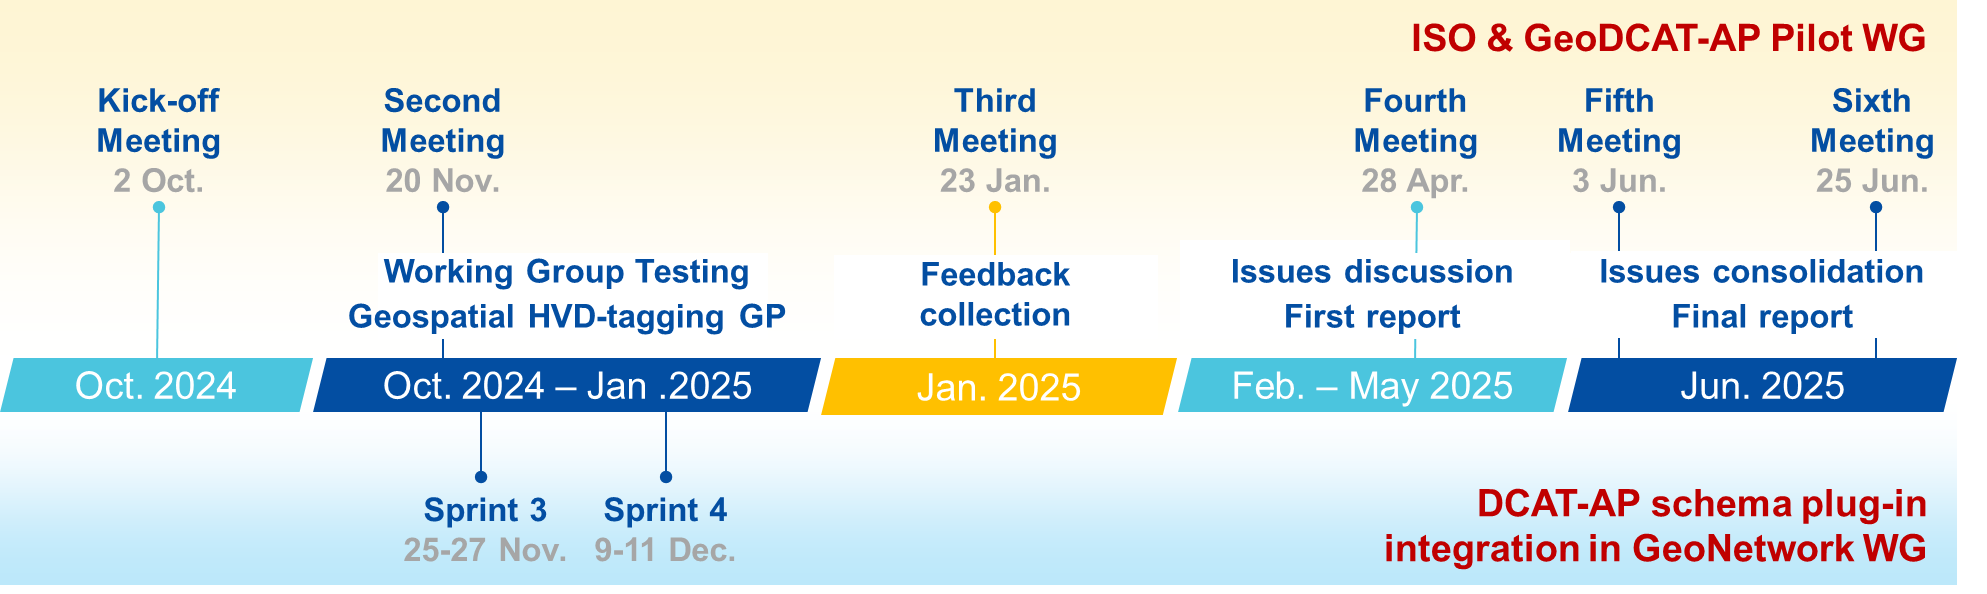 ISO & GeoDCAT-AP Pilot WG
Kick-off
Meeting
2 Oct.
Second
Meeting
20 Nov.
Third
Meeting
23 Jan.
Fourth
Meeting
28 Apr.
Fifth
Meeting
3 Jun.
Sixth
Meeting
25 Jun.
Working Group Testing
Geospatial HVD-tagging GP
Feedback
collection
Issues discussion
First report
Issues consolidation
Final report
Oct. 2024
Oct. 2024 – Jan .2025
Jan. 2025
Feb. – May 2025
Jun. 2025
Sprint 3
25-27 Nov.
Sprint 4
9-11 Dec.
DCAT-AP schema plug-in
integration in GeoNetwork WG